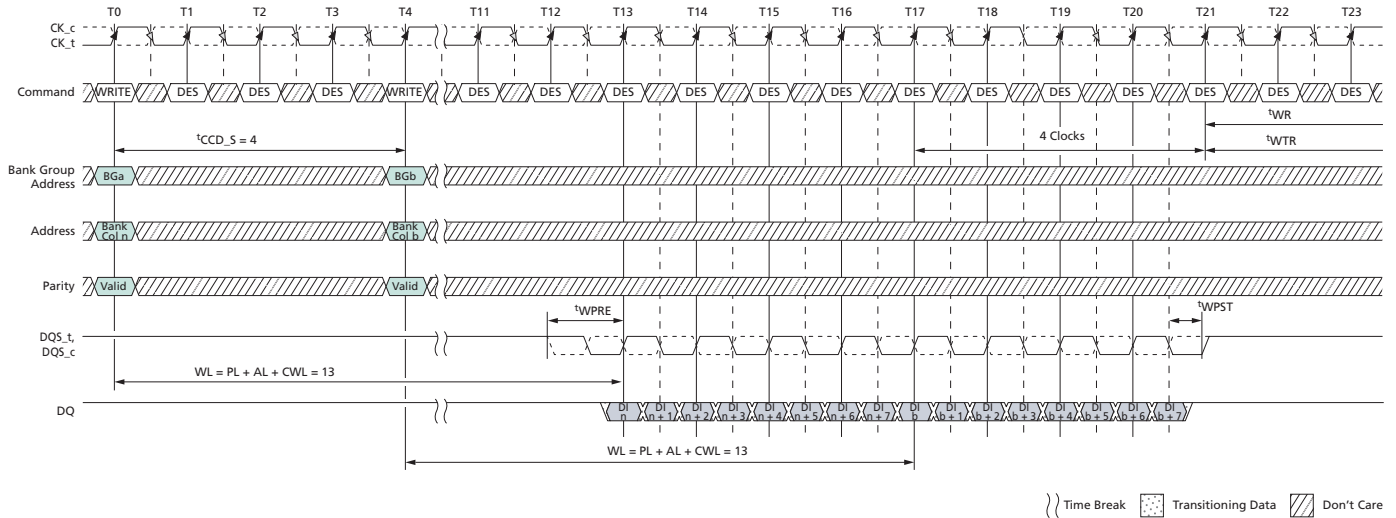 T0 T1 T2 T3 T4 T11 T12 T13 T14 T15 T16 T17 T18 T19 T20 T21 T22 T23
CK_c
CK_t
Command WRITE DES DES DES WRITE DES DES DES DES DES DES DES DES DES DES DES DES DES
tWR
tCCD_S = 4 4 Clocks tWTR
Bank Group
Address BGa BGb
Address Bank
Col n Bank
Col b
Parity Valid Valid
tWPRE tWPST
DQS_t,
DQS_c
WL = PL + AL + CWL = 13
DQ DI
n DI
n + 1 DI
n + 2 DI
n + 3 DI
n + 4 DI
n + 5 DI
n + 6 DI
n + 7 DI
b DI
b + 1 DI
b + 2 DI
b + 3 DI
b + 4 DI
b + 5 DI
b + 6 DI
b + 7
WL = PL + AL + CWL = 13
Time Break Transitioning Data Don't Care